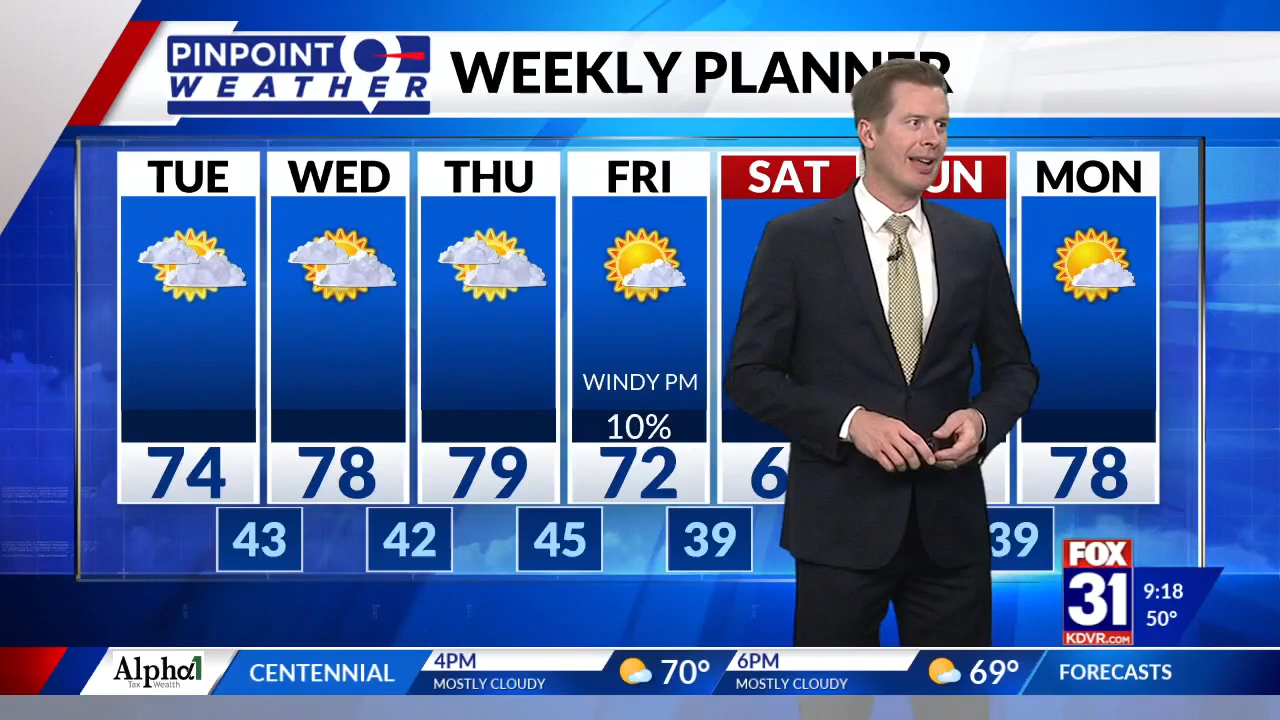 PINPOINT
WEATHER
WEEKLY PLANNER
TUE WED THU FRI SAT MON
WINDY PM
10%
74 78 79 72 78
43 42 45 39 39
FOX
31
KDVR.COM
9:18
50°
Alpha1
Tax Wealth
CENTENNIAL
4PM
MOSTLY CLOUDY
70°
6PM
MOSTLY CLOUDY
69°
FORECASTS